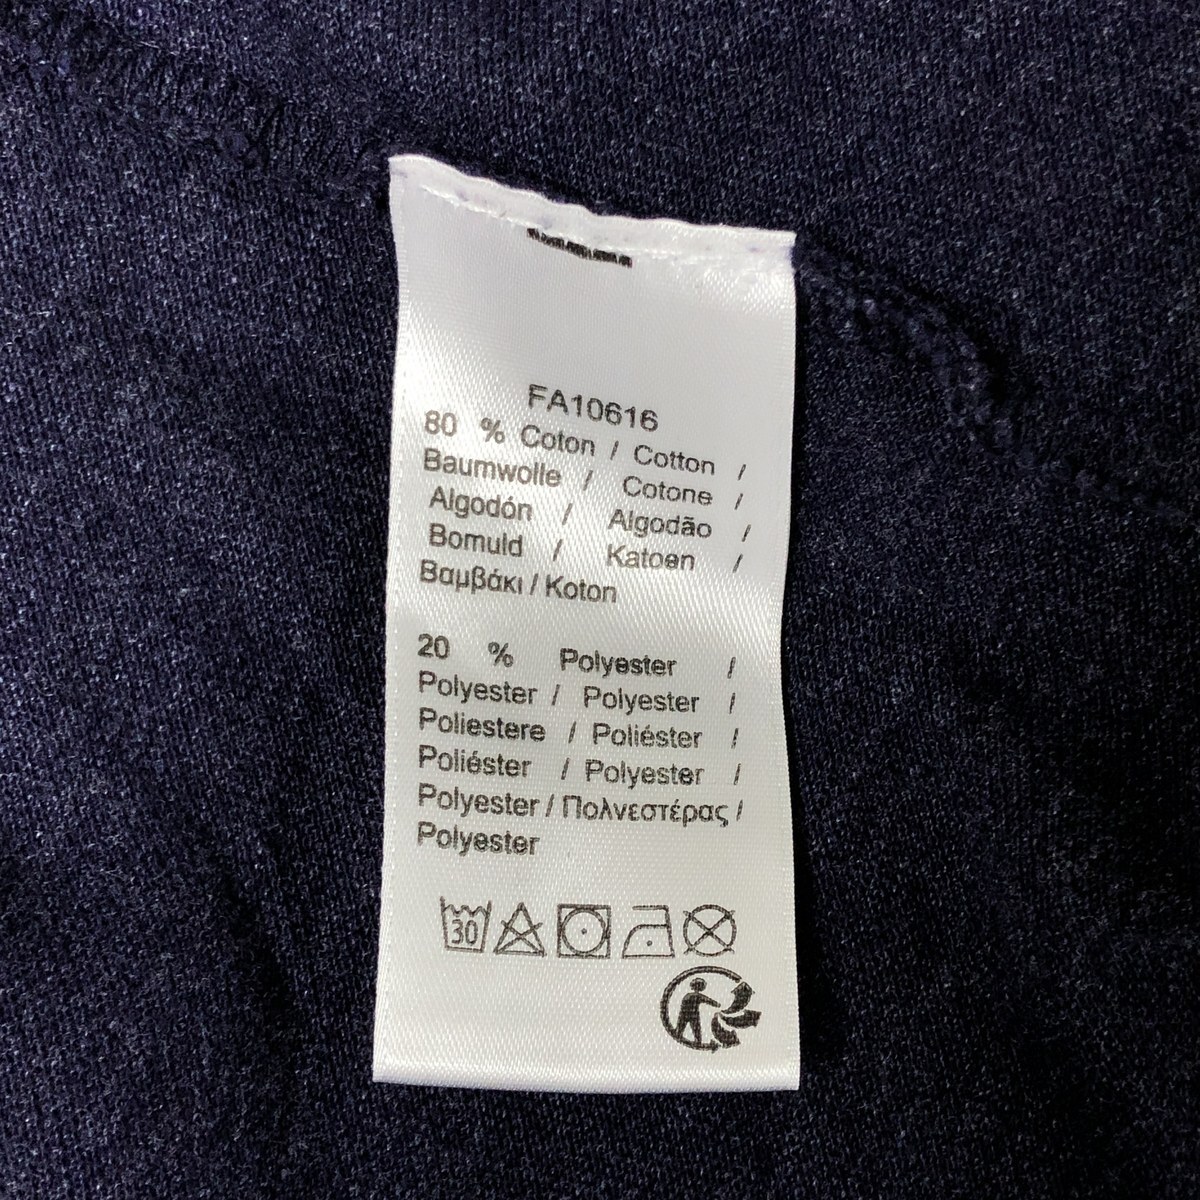 FA10616
80 % Coton / Cotton /
Baumwolle / Cotone /
Algodón / Algodão /
Bomuld / Katoen /
Βαμβάκι / Koton
20 % Polyester /
Polyester / Polyester /
Poliestere / Poliéster /
Poliéster / Polyester /
Polyester / Πολνεστέρας /
Polyester
30